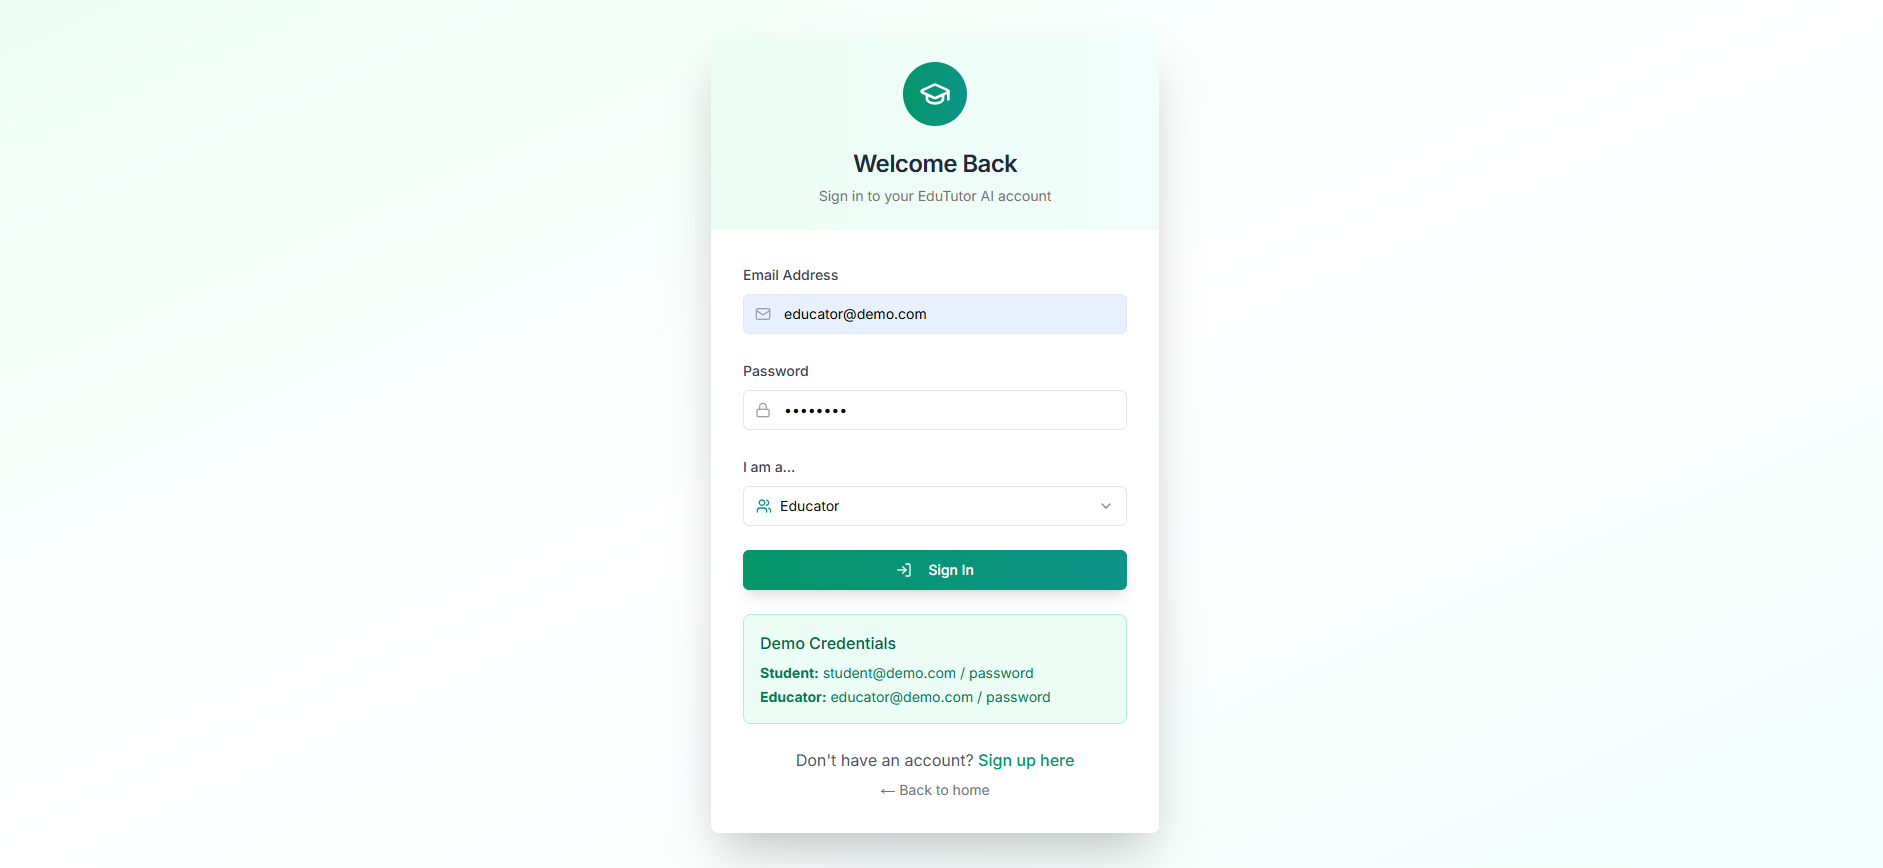 Welcome Back
Sign in to your EduTutor AI account
Email Address
educator@demo.com
Password
••••••••
I am a...
Educator
Sign In
Demo Credentials
Student: student@demo.com / password
Educator: educator@demo.com / password
Don't have an account? Sign up here
← Back to home